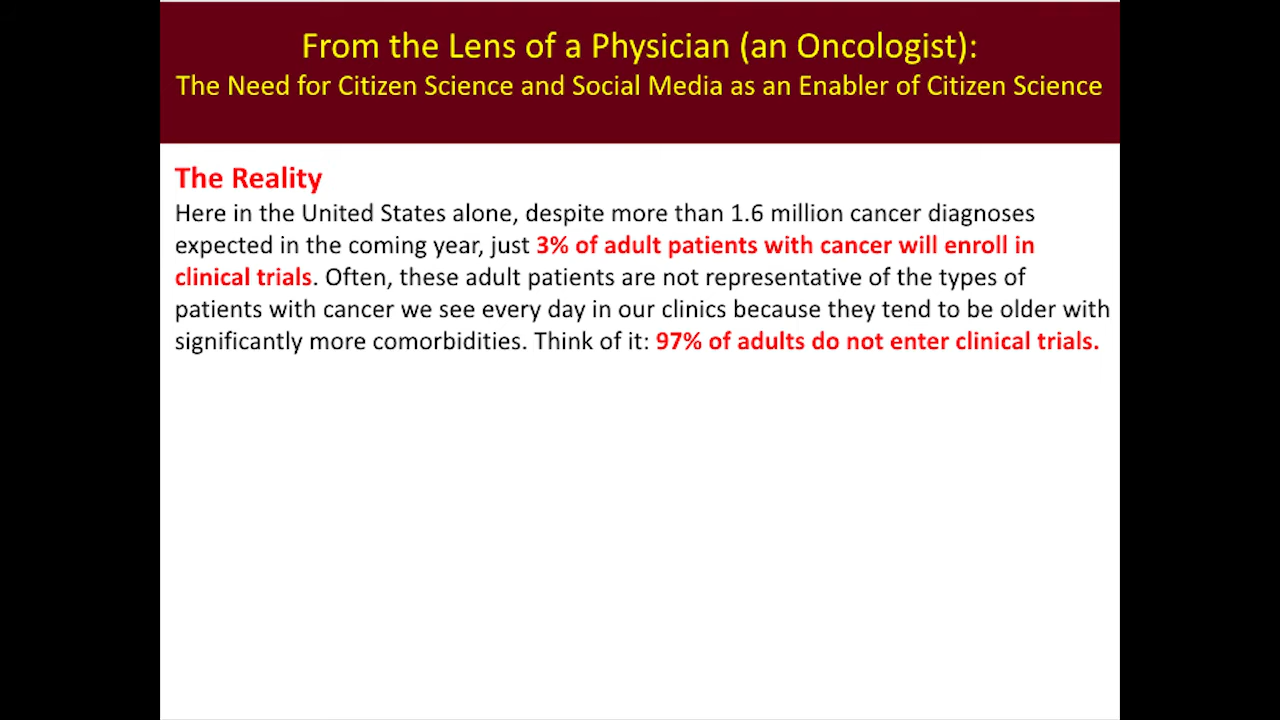 From the Lens of a Physician (an Oncologist):
The Need for Citizen Science and Social Media as an Enabler of Citizen Science
The Reality
Here in the United States alone, despite more than 1.6 million cancer diagnoses
expected in the coming year, just 3% of adult patients with cancer will enroll in
clinical trials. Often, these adult patients are not representative of the types of
patients with cancer we see every day in our clinics because they tend to be older with
significantly more comorbidities. Think of it: 97% of adults do not enter clinical trials.